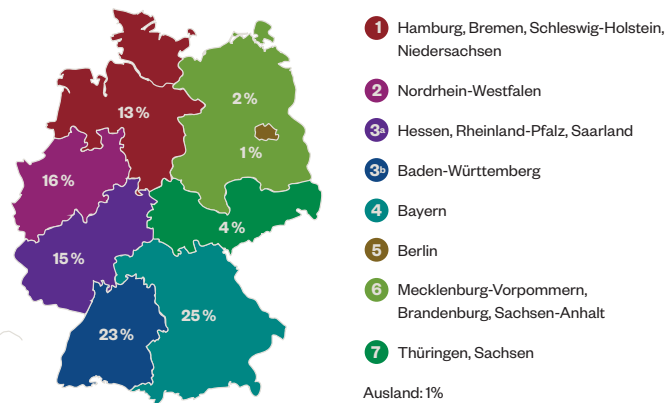 13 %
2 %
1 %
16 %
15 %
4 %
23 %
25 %
1 Hamburg, Bremen, Schleswig-Holstein,
Niedersachsen
2 Nordrhein-Westfalen
3a Hessen, Rheinland-Pfalz, Saarland
3b Baden-Württemberg
4 Bayern
5 Berlin
6 Mecklenburg-Vorpommern,
Brandenburg, Sachsen-Anhalt
7 Thüringen, Sachsen
Ausland: 1%